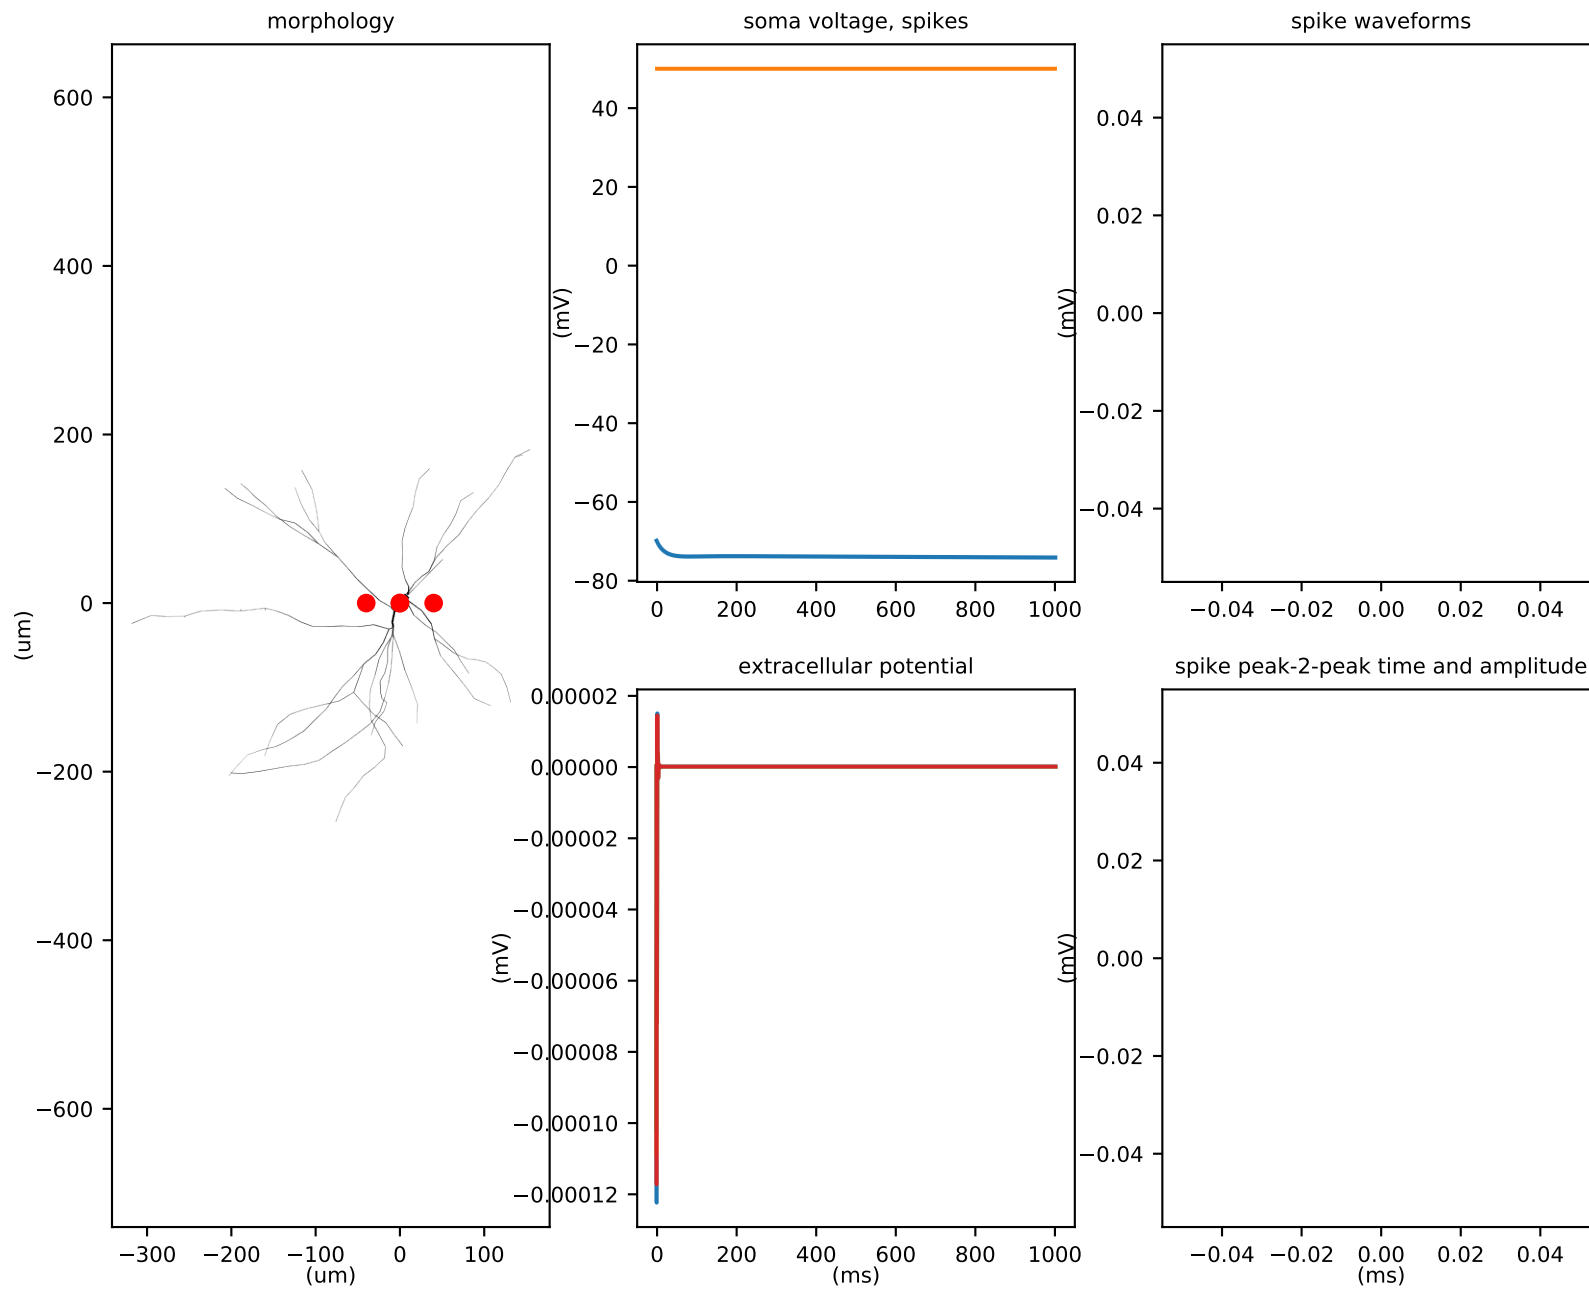 morphology
600
400
200
0
−200
−400
−600
(um)
−300 −200 −100 0 100
(um)
soma voltage, spikes
40
20
0
−20
−40
−60
−80
(mV)
0 200 400 600 800 1000
spike waveforms
0.04
0.02
0.00
−0.02
−0.04
(mV)
−0.04 −0.02 0.00 0.02 0.04
extracellular potential
0.00002
0.00000
−0.00002
−0.00004
−0.00006
−0.00008
−0.00010
−0.00012
(mV)
0 200 400 600 800 1000
(ms)
spike peak-2-peak time and amplitude
0.04
0.02
0.00
−0.02
−0.04
(mV)
−0.04 −0.02 0.00 0.02 0.04
(ms)